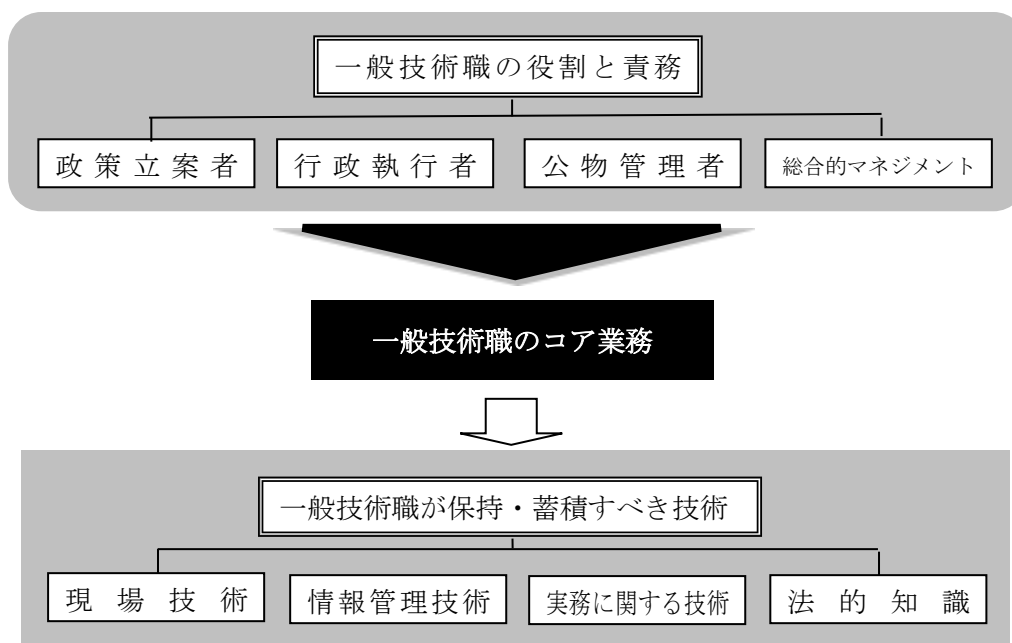 一般技術職の役割と責務
政策立案者
行政執行者
公物管理者
総合的マネジメント
一般技術職のコア業務
一般技術職が保持・蓄積すべき技術
現場技術
情報管理技術
実務に関する技術
法的知識